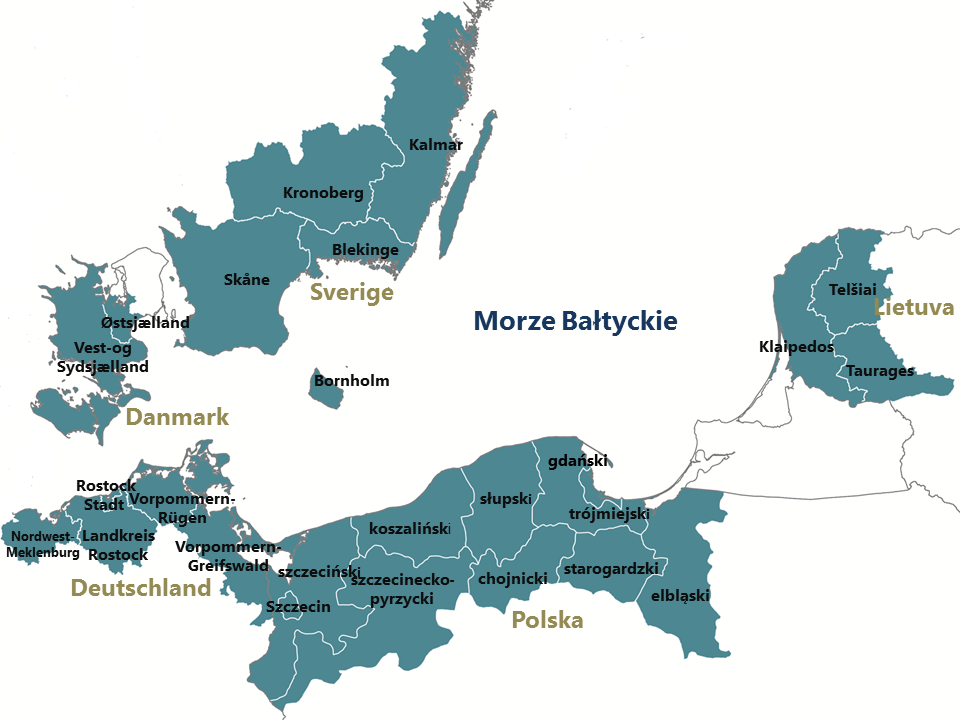 Kalmar
Kronoberg
Blekinge
Skåne
Sverige
Telšiai
Lietuva
Østsjælland
Morze Bałtyckie
Vest-og
Sydsjælland
Klaipedos
Taurages
Bornholm
Danmark
gdański
Rostock
Stadt
Vorpommern-
Rügen
słupski
trójmiejski
koszaliński
Nordwest-
Meklenburg
Landkreis
Rostock
Vorpommern-
Greifswald
Deutschland
szczeciński
szczecinecko-
pyrzycki
chojnicki
starogardzki
elbląski
Szczecin
Polska